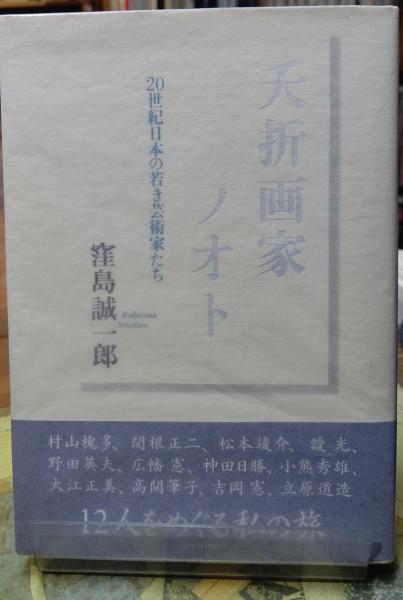 夭折画家
ノオト
20世紀日本の若き芸術家たち
窪島誠一郎
Kuboshima
Seiichiro
村山槐多、関根正二、松本竣介、靉光、
野田英夫、広幡憲、神田日勝、小熊秀雄、
大江正美、高間筆子、吉岡憲、立原道造
12人をめぐる私の旅